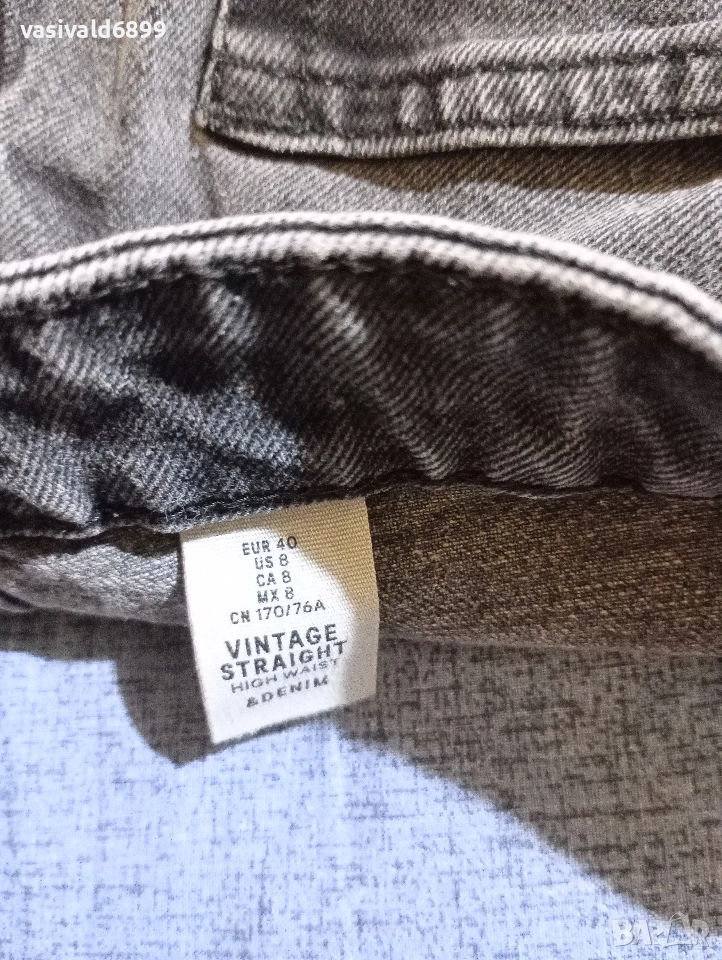 vasivald6899
EUR 40
US 8
CA 8
MX 8
CN 170/76A
VINTAGE
STRAIGHT
HIGH WAIST
&DENIM